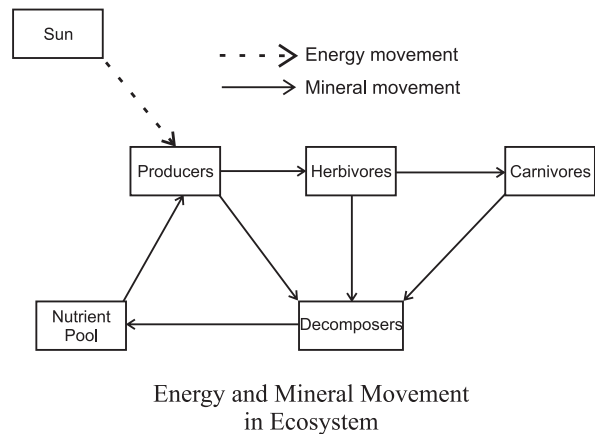 Sun
Energy movement
Mineral movement
Producers
Herbivores
Carnivores
Nutrient
Pool
Decomposers
Energy and Mineral Movement
in Ecosystem